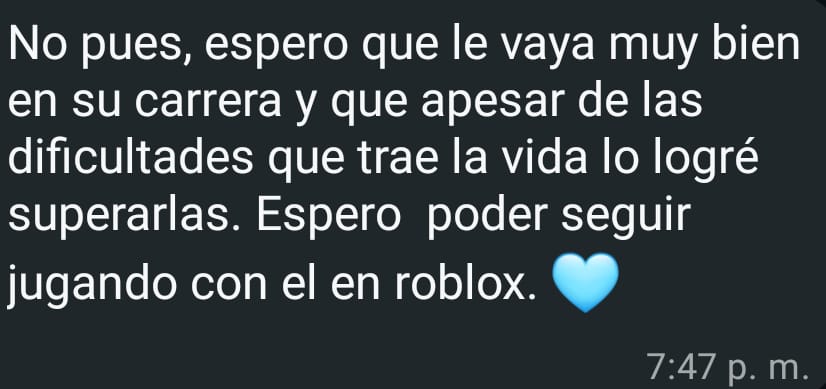 No pues, espero que le vaya muy bien
en su carrera y que apesar de las
dificultades que trae la vida lo logré
superarlas. Espero  poder seguir
jugando con el en roblox. 🩵
7:47 p. m.